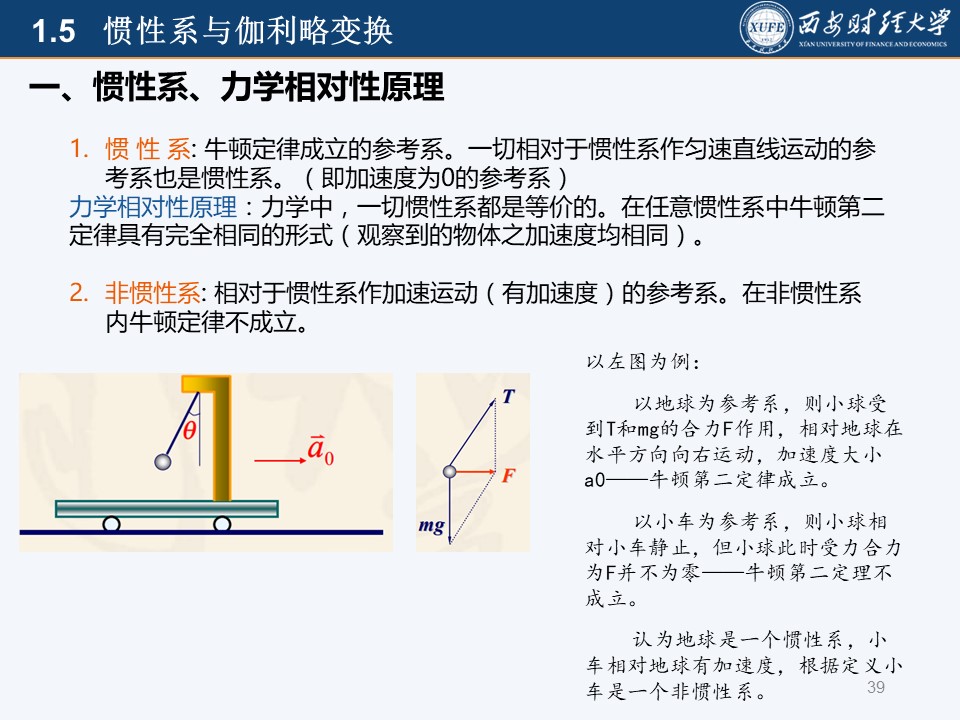 1.5 惯性系与伽利略变换
XUFE
西安财经大学
XI'AN UNIVERSITY OF FINANCE AND ECONOMICS
一、惯性系、力学相对性原理
1. 惯 性 系: 牛顿定律成立的参考系。一切相对于惯性系作匀速直线运动的参
考系也是惯性系。（即加速度为0的参考系）
力学相对性原理：力学中，一切惯性系都是等价的。在任意惯性系中牛顿第二
定律具有完全相同的形式（观察到的物体之加速度均相同）。
2. 非惯性系: 相对于惯性系作加速运动（有加速度）的参考系。在非惯性系
内牛顿定律不成立。
θ
a⃗0
T
F
mg
以左图为例：
以地球为参考系，则小球受
到T和mg的合力F作用，相对地球在
水平方向向右运动，加速度大小
a0——牛顿第二定律成立。
以小车为参考系，则小球相
对小车静止，但小球此时受力合力
为F并不为零——牛顿第二定理不
成立。
认为地球是一个惯性系，小
车相对地球有加速度，根据定义小
车是一个非惯性系。
39